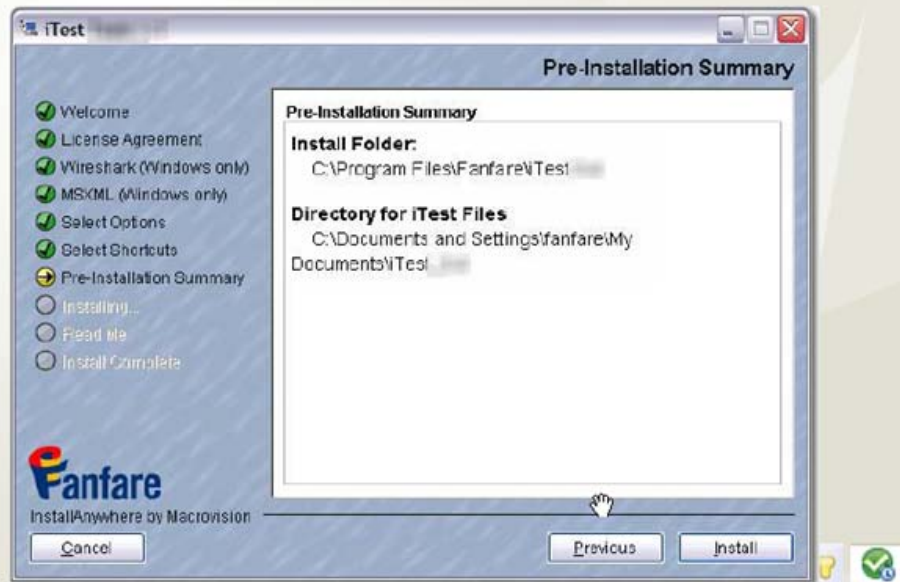 iTest
Pre-Installation Summary
Welcome
License Agreement
Wireshark (Windows only)
MSXML (Windows only)
Select Options
Select Shortcuts
Pre-Installation Summary
Installing...
Read Me
Install Complete
Pre-Installation Summary
Install Folder:
C:\Program Files\Fanfare\iTest
Directory for iTest Files
C:\Documents and Settings\fanfare\My
Documents\iTest
Fanfare
InstallAnywhere by Macrovision
Cancel
Previous
Install